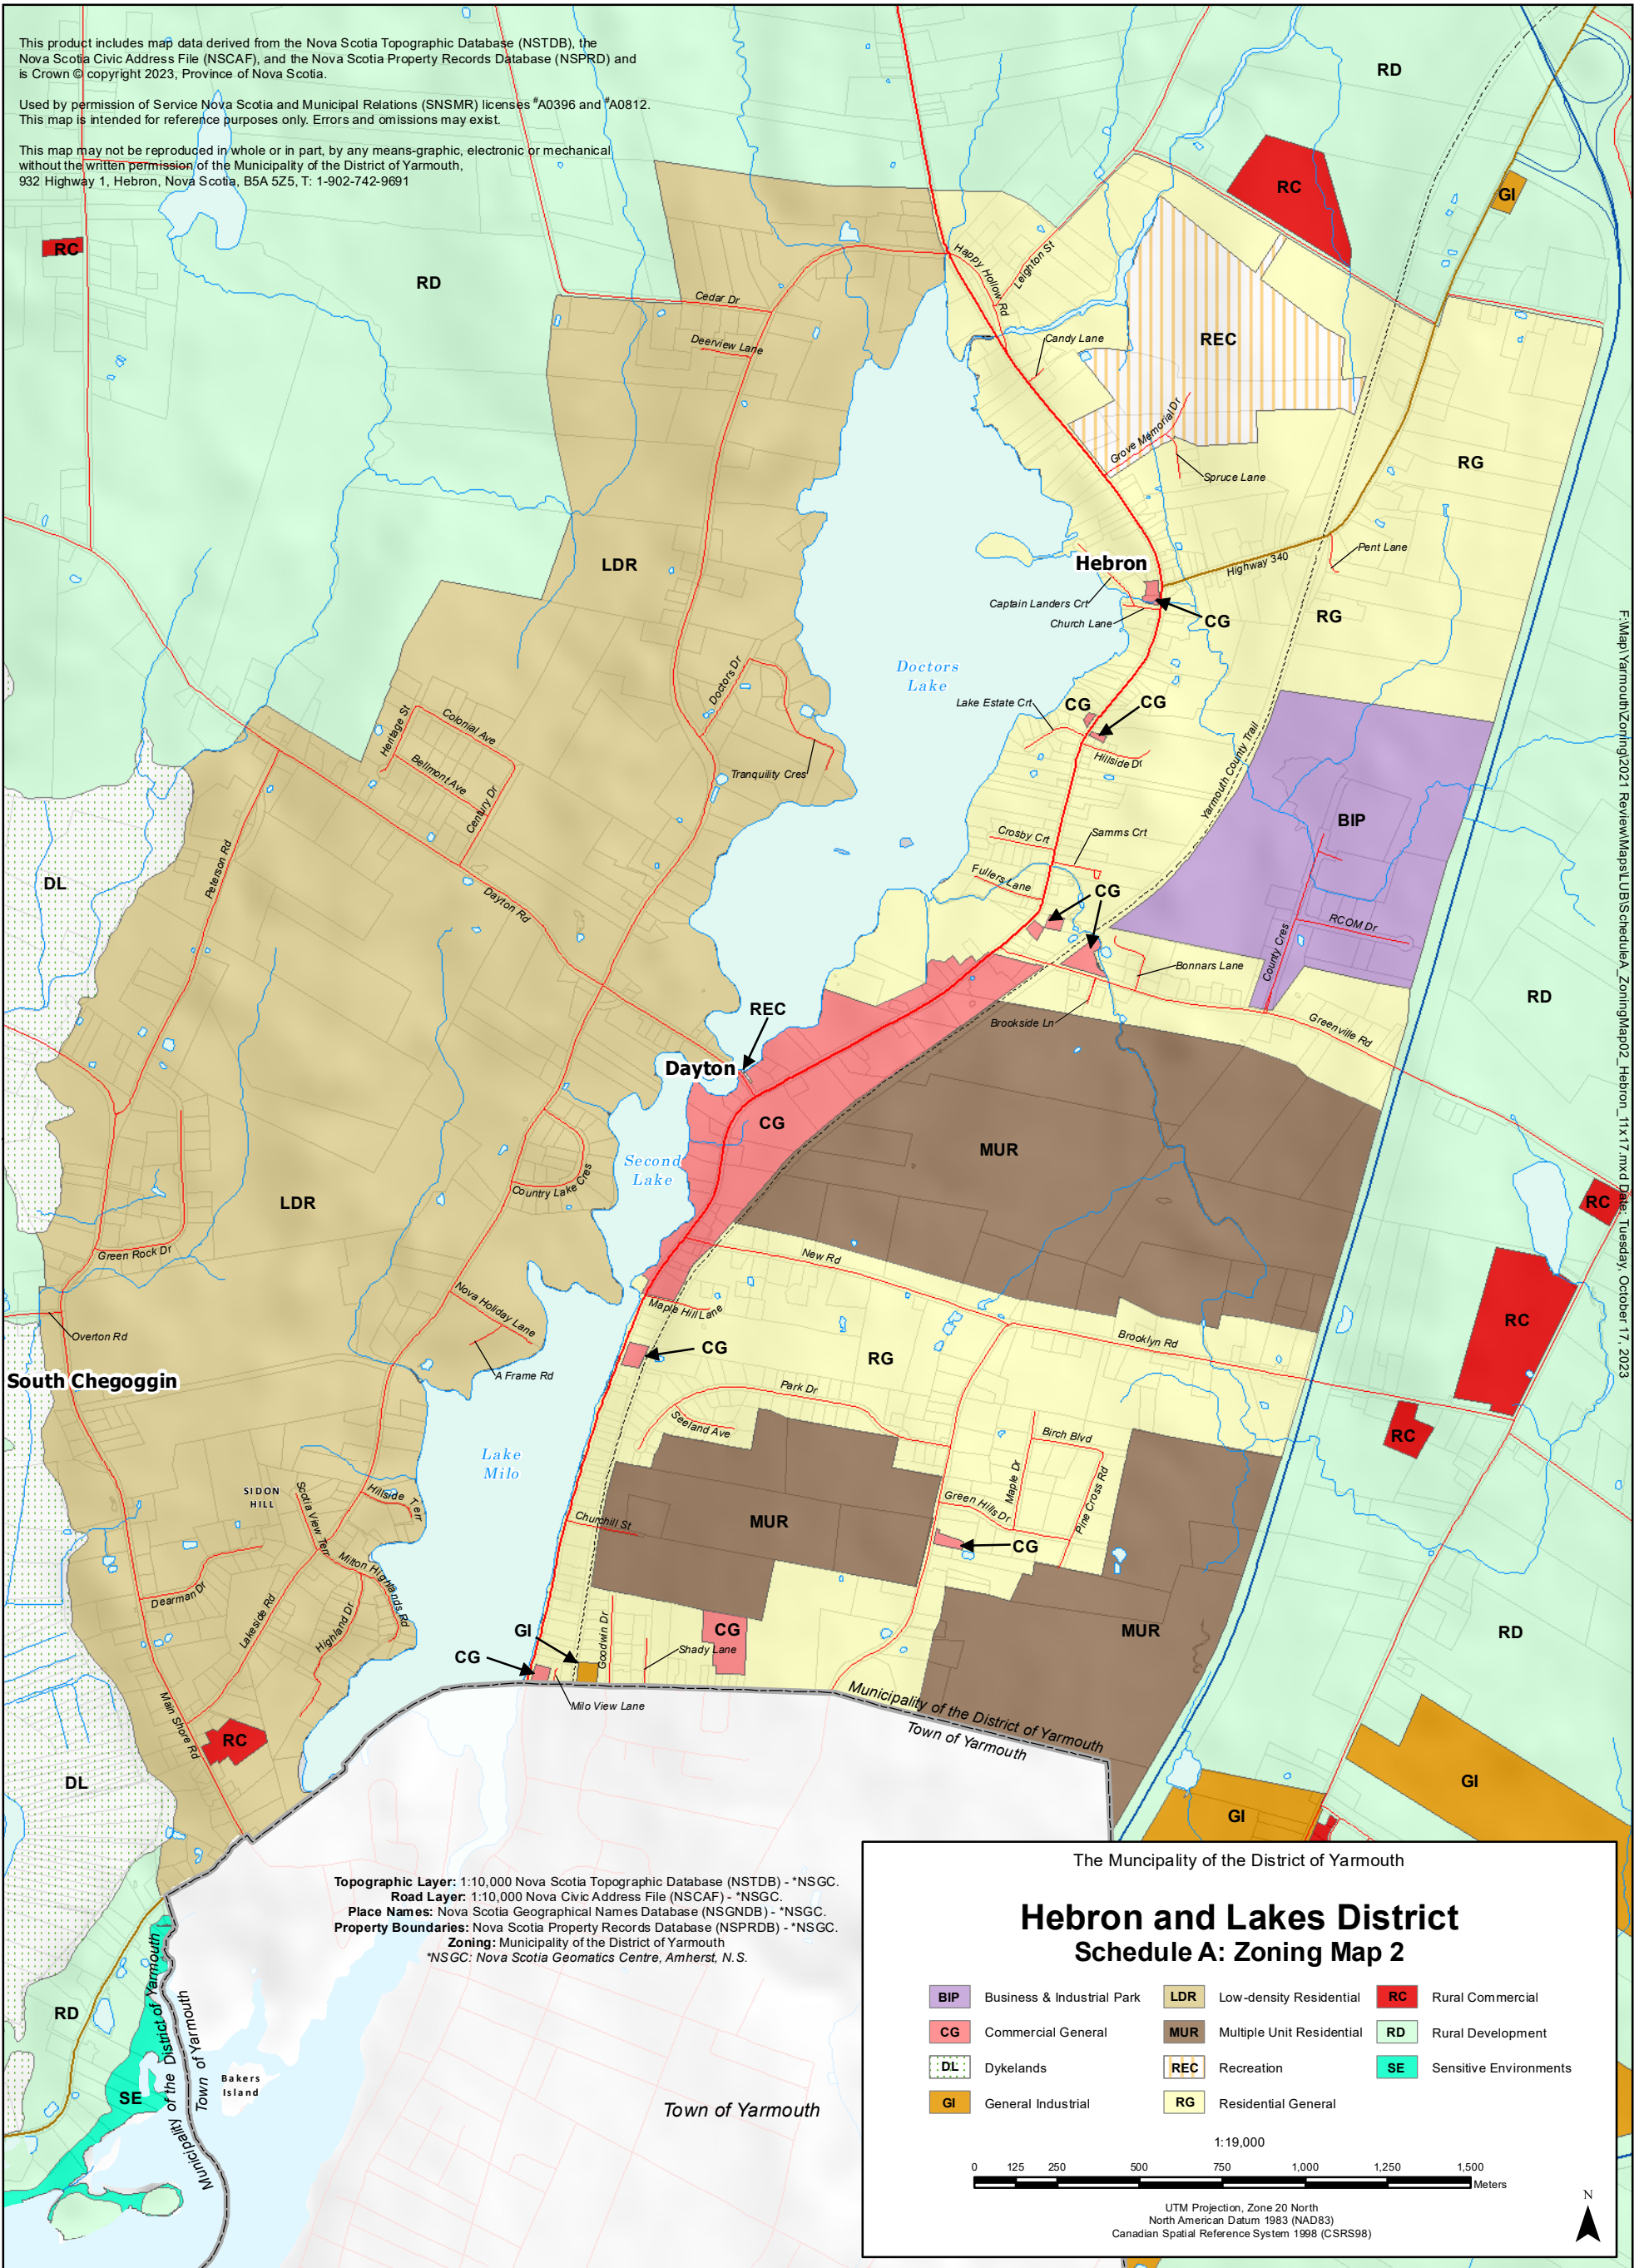 This product includes map data derived from the Nova Scotia Topographic Database (NSTDB), the
Nova Scotia Civic Address File (NSCAF), and the Nova Scotia Property Records Database (NSPRD) and
is Crown © copyright 2023, Province of Nova Scotia.
Used by permission of Service Nova Scotia and Municipal Relations (SNSMR) licenses #A0396 and #A0812.
This map is intended for reference purposes only. Errors and omissions may exist.
This map may not be reproduced in whole or in part, by any means-graphic, electronic or mechanical
without the written permission of the Municipality of the District of Yarmouth,
932 Highway 1, Hebron, Nova Scotia, B5A 5Z5, T: 1-902-742-9691
RD
RC
GI
RC
RD
Happy Hollow Rd
Leighton St
Cedar Dr
Deerview Lane
Candy Lane
REC
Grove Memorial Dr
Spruce Lane
RG
Pent Lane
Highway 340
LDR
Hebron
Captain Landers Crt
Church Lane
CG
RG
Doctors
Lake
Doctors Dr
Lake Estate Crt
CG
CG
Hillside Dr
Heritage St
Colonial Ave
Bellmont Ave
Century Dr
Tranquility Cres
Yarmouth County Trail
BIP
Peterson Rd
Crosby Crt
Samms Crt
Fullers Lane
CG
DL
Dayton Rd
RCOM Dr
County Cres
Bonnars Lane
Brookside Ln
Greenville Rd
RD
REC
Dayton
CG
MUR
Second
Lake
Country Lake Cres
LDR
RC
Green Rock Dr
New Rd
Nova Holiday Lane
Maple Hill Lane
Overton Rd
Brooklyn Rd
RC
CG
RG
South Chegoggin
A Frame Rd
Park Dr
Seeland Ave
Birch Blvd
RC
Lake
Milo
Maple Dr
Pine Cross Rd
SIDON
HILL
Scotia View Terr
Hillside Terr
Green Hills Dr
MUR
Churchill St
CG
Milton Highlands Rd
Dearman Dr
Lakeside Rd
Highland Dr
GI
CG
Goodwin Dr
CG
Shady Lane
MUR
RD
Milo View Lane
Main Shore Rd
RC
Municipality of the District of Yarmouth
Town of Yarmouth
DL
GI
GI
F:\Map\Yarmouth\Zoning\2021 Review\Maps\LUB\ScheduleA_ZoningMap02_Hebron_11x17.mxd Date: Tuesday, October 17, 2023
Topographic Layer: 1:10,000 Nova Scotia Topographic Database (NSTDB) - *NSGC.
Road Layer: 1:10,000 Nova Civic Address File (NSCAF) - *NSGC.
Place Names: Nova Scotia Geographical Names Database (NSGNDB) - *NSGC.
Property Boundaries: Nova Scotia Property Records Database (NSPRDB) - *NSGC.
Zoning: Municipality of the District of Yarmouth
*NSGC: Nova Scotia Geomatics Centre, Amherst, N.S.
RD
SE
Municipality of the District of Yarmouth
Town of Yarmouth
Bakers
Island
Town of Yarmouth
The Muncipality of the District of Yarmouth
Hebron and Lakes District
Schedule A: Zoning Map 2
BIP Business & Industrial Park
CG Commercial General
DL Dykelands
GI General Industrial
LDR Low-density Residential
MUR Multiple Unit Residential
REC Recreation
RG Residential General
RC Rural Commercial
RD Rural Development
SE Sensitive Environments
1:19,000
0 125 250 500 750 1,000 1,250 1,500
Meters
UTM Projection, Zone 20 North
North American Datum 1983 (NAD83)
Canadian Spatial Reference System 1998 (CSRS98)
N